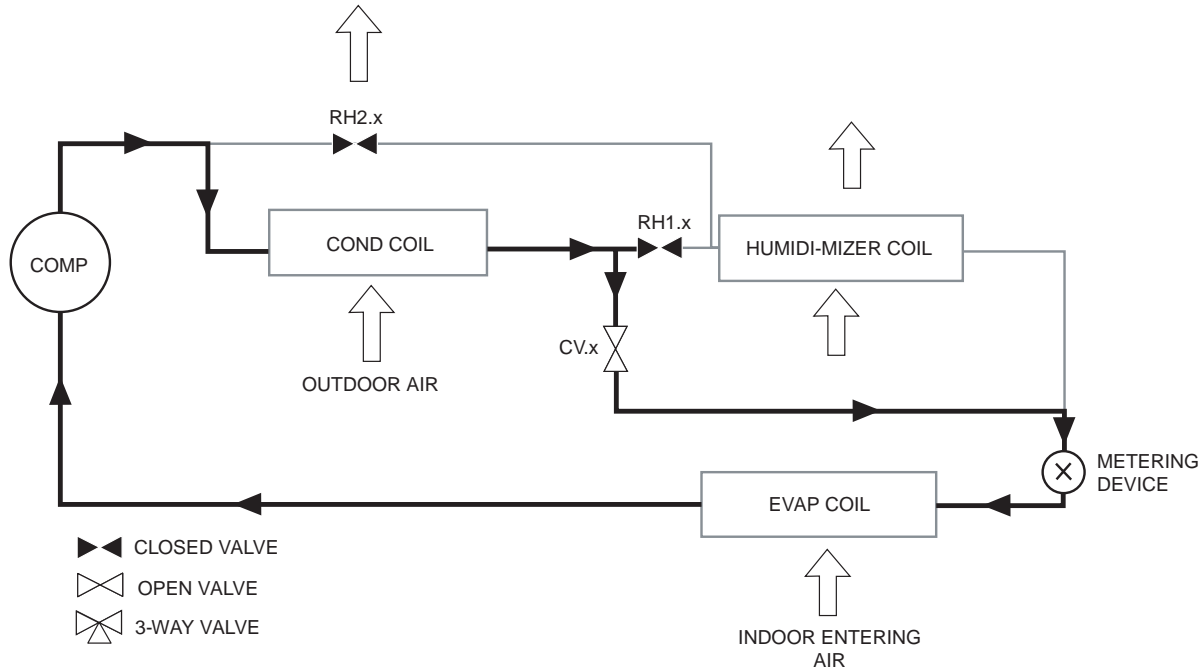 RH2.x
RH1.x
COND COIL
HUMIDI-MIZER COIL
COMP
CV.x
OUTDOOR AIR
METERING
DEVICE
EVAP COIL
CLOSED VALVE
OPEN VALVE
3-WAY VALVE
INDOOR ENTERING
AIR